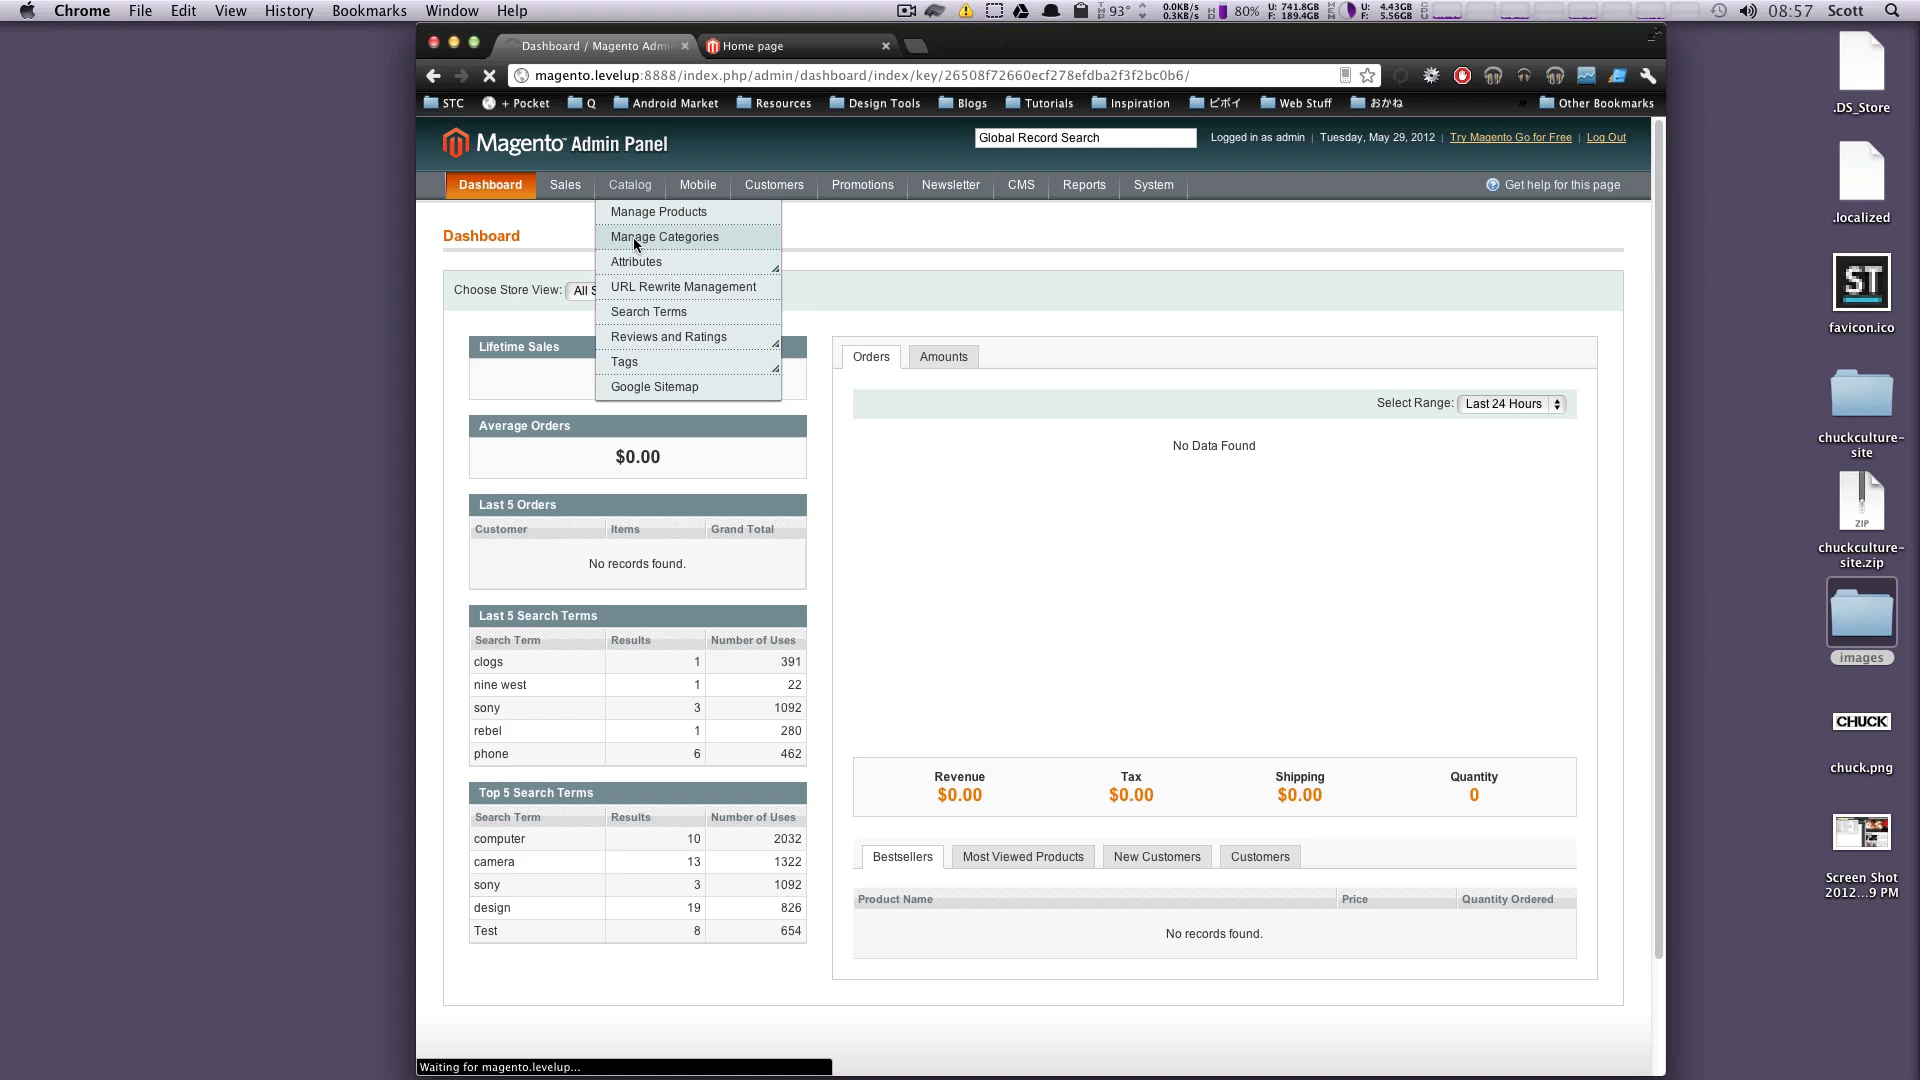 Chrome File Edit View History Bookmarks Window Help 93° 0.0KB/s 0.3KB/s 80% U: 741.8GB F: 189.4GB U: 4.43GB F: 5.56GB 08:57 Scott
Dashboard / Magento Admin Home page
magento.levelup:8888/index.php/admin/dashboard/index/key/26508f72660ecf278efdba2f3f2bc0b6/
STC + Pocket Q Android Market Resources Design Tools Blogs Tutorials Inspiration ビボイ Web Stuff おかね » Other Bookmarks
Magento Admin Panel
Global Record Search
Logged in as admin | Tuesday, May 29, 2012 | Try Magento Go for Free | Log Out
Dashboard Sales Catalog Mobile Customers Promotions Newsletter CMS Reports System
Get help for this page
Manage Products
Manage Categories
Attributes
URL Rewrite Management
Search Terms
Reviews and Ratings
Tags
Google Sitemap
Dashboard
Choose Store View: All S
Lifetime Sales
Average Orders
$0.00
Last 5 Orders
Customer Items Grand Total
No records found.
Last 5 Search Terms
Search Term Results Number of Uses
clogs 1 391
nine west 1 22
sony 3 1092
rebel 1 280
phone 6 462
Top 5 Search Terms
Search Term Results Number of Uses
computer 10 2032
camera 13 1322
sony 3 1092
design 19 826
Test 8 654
Orders Amounts
Select Range: Last 24 Hours
No Data Found
Revenue Tax Shipping Quantity
$0.00 $0.00 $0.00 0
Bestsellers Most Viewed Products New Customers Customers
Product Name Price Quantity Ordered
No records found.
Waiting for magento.levelup...
.DS_Store
.localized
ST
favicon.ico
chuckculture-
site
ZIP
chuckculture-
site.zip
images
CHUCK
chuck.png
Screen Shot
2012...9 PM